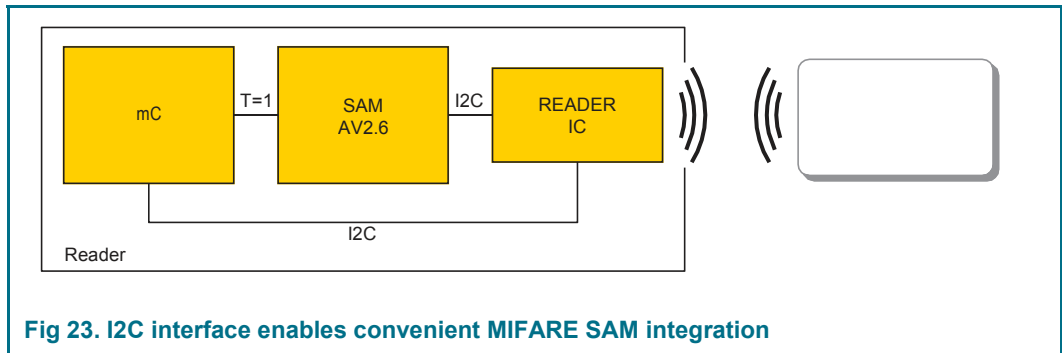 mC
T=1
SAM
AV2.6
I2C
READER
IC
I2C
Reader
Fig 23. I2C interface enables convenient MIFARE SAM integration